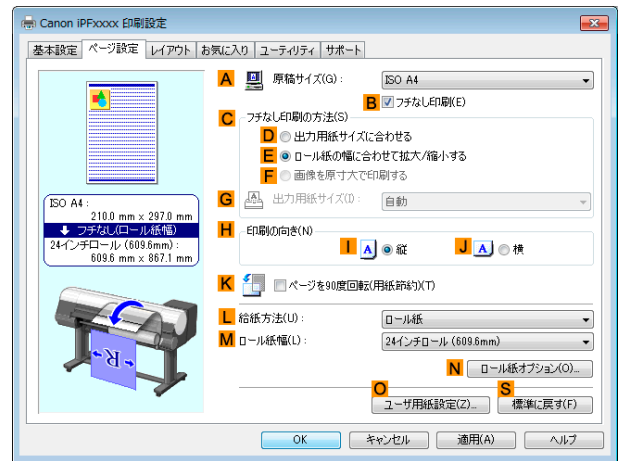 Canon iPFxxxx 印刷設定
基本設定 ページ設定 レイアウト お気に入り ユーティリティ サポート
A 原稿サイズ(G): ISO A4
B フチなし印刷(E)
C フチなし印刷の方法(S)
D 出力用紙サイズに合わせる
E ロール紙の幅に合わせて拡大/縮小する
F 画像を原寸大で印刷する
G 出力用紙サイズ(I): 自動
ISO A4 :
210.0 mm x 297.0 mm
フチなし(ロール紙幅)
24インチロール (609.6mm) :
609.6 mm x 867.1 mm
H 印刷の向き(N)
I A 縦 J A 横
K ページを90度回転(用紙節約)(T)
L 給紙方法(U): ロール紙
M ロール紙幅(L): 24インチロール (609.6mm)
R
N ロール紙オプション(O)...
O S
ユーザ用紙設定(Z)... 標準に戻す(F)
OK キャンセル 適用(A) ヘルプ